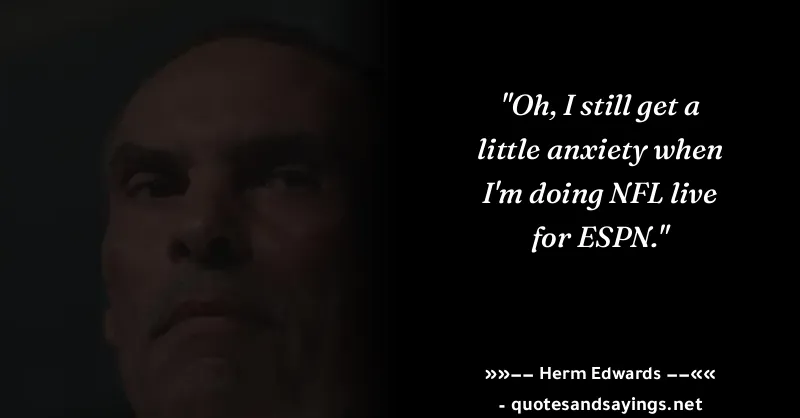 "Oh, I still get a
little anxiety when
I'm doing NFL live
for ESPN."
»»−− Herm Edwards −−««
- quotesandsayings.net